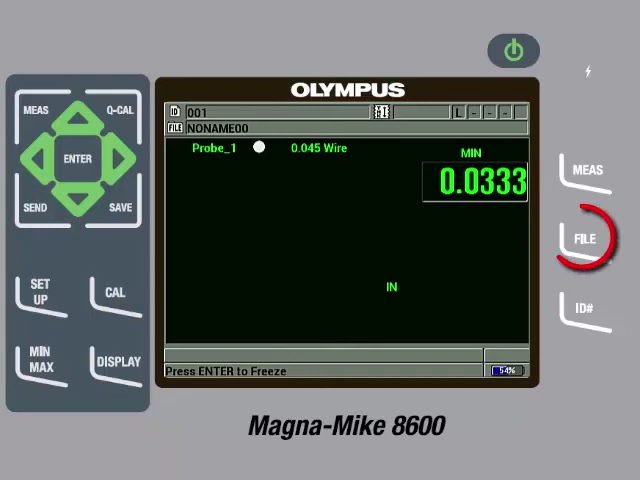 MEAS
Q-CAL
ENTER
SEND
SAVE
SET
UP
CAL
MIN
MAX
DISPLAY
OLYMPUS
ID 001
L - - -
FILE NONAME00
Probe_1 0.045 Wire
MIN
0.0333
IN
Press ENTER to Freeze
54%
Magna-Mike 8600
MEAS
FILE
ID#